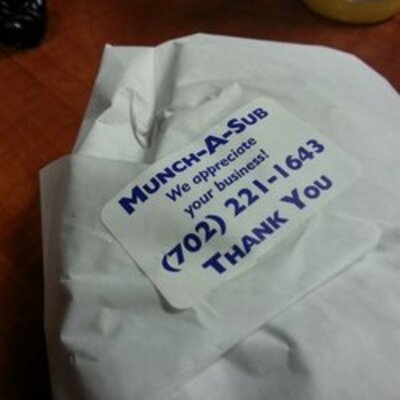 MUNCH-A-SUB
We appreciate
your business!
(702) 221-1643
THANK YOU